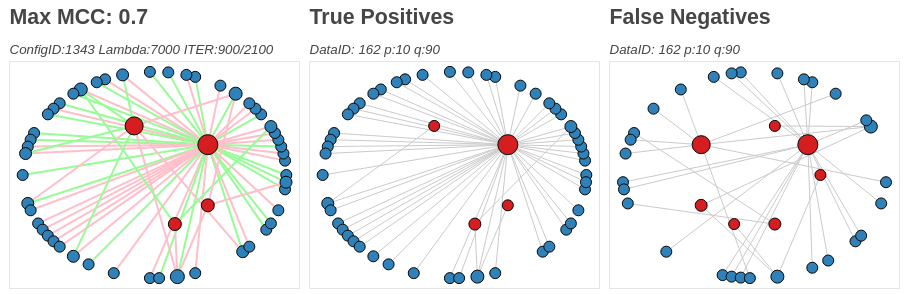 Max MCC: 0.7
ConfigID:1343 Lambda:7000 ITER:900/2100
True Positives
DataID: 162 p:10 q:90
False Negatives
DataID: 162 p:10 q:90